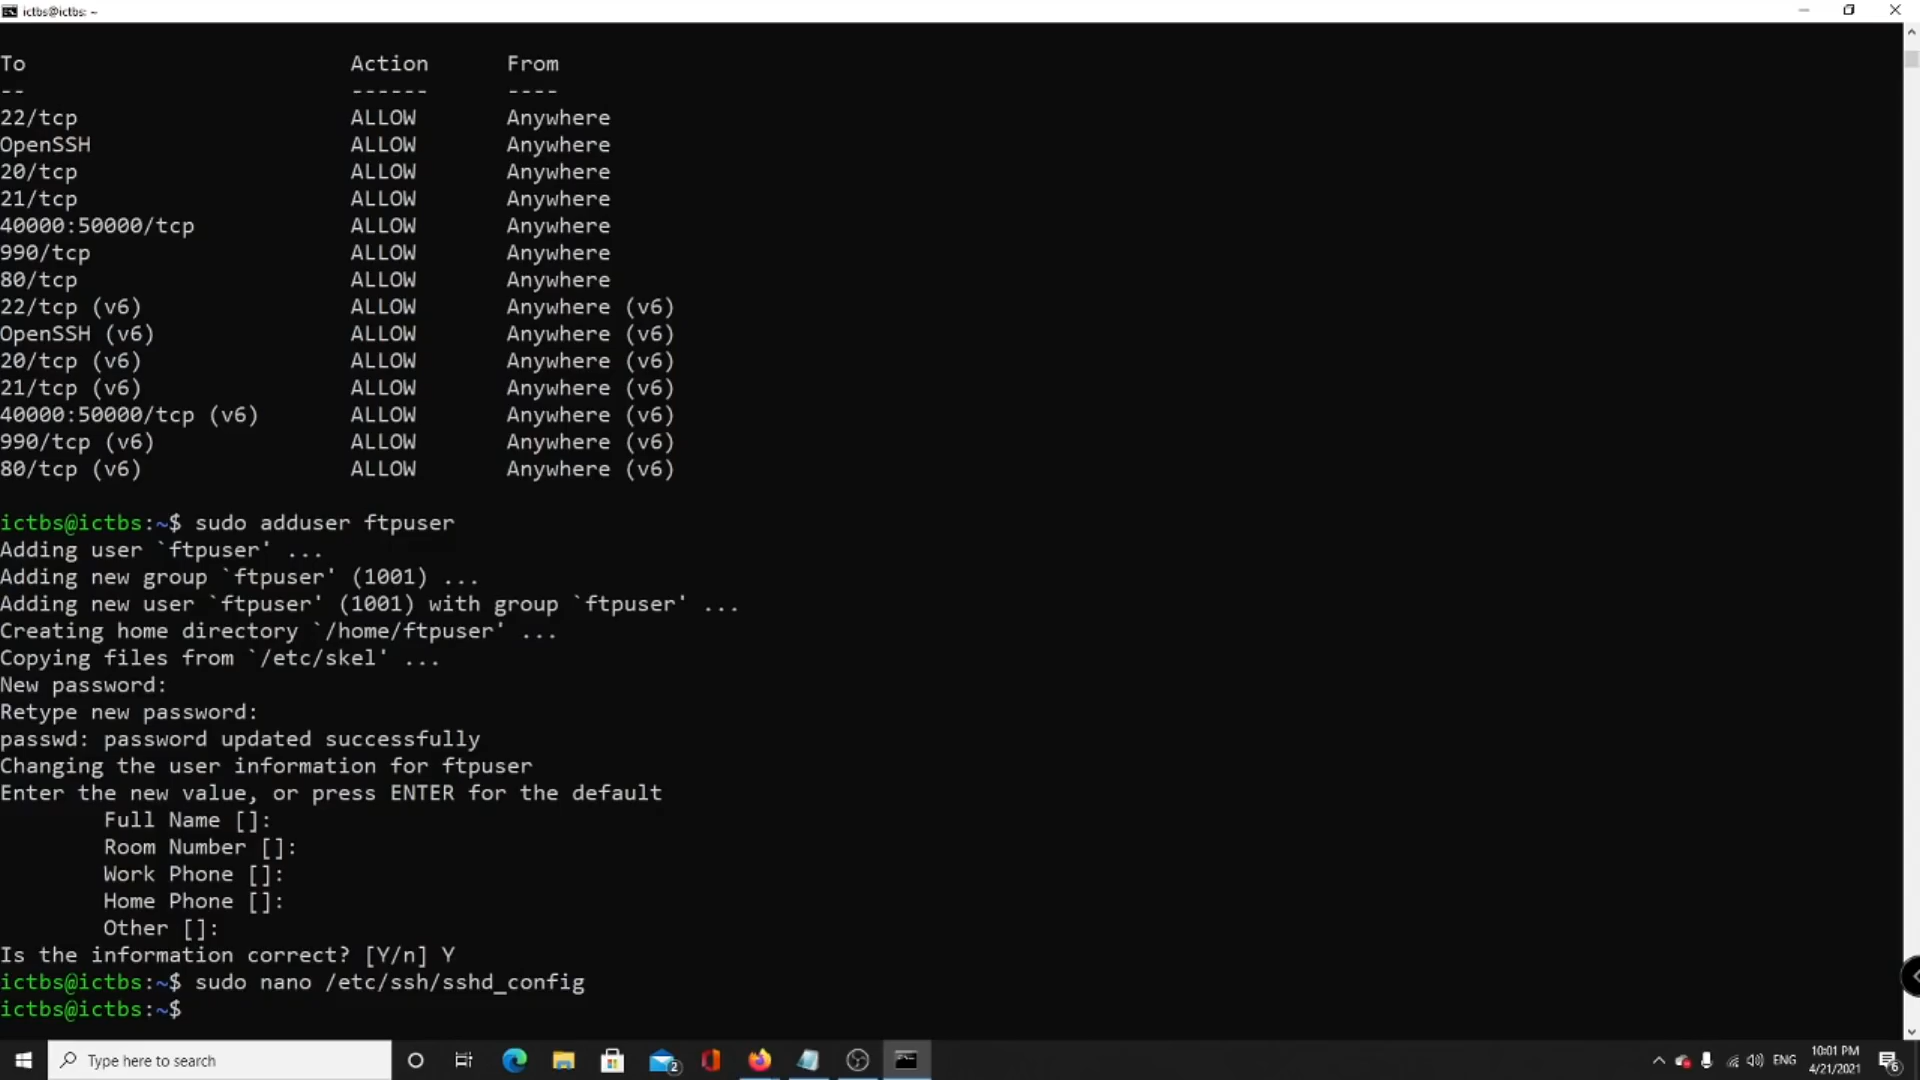 ictbs@ictbs: ~
To Action From
-- ------ ----
22/tcp ALLOW Anywhere
OpenSSH ALLOW Anywhere
20/tcp ALLOW Anywhere
21/tcp ALLOW Anywhere
40000:50000/tcp ALLOW Anywhere
990/tcp ALLOW Anywhere
80/tcp ALLOW Anywhere
22/tcp (v6) ALLOW Anywhere (v6)
OpenSSH (v6) ALLOW Anywhere (v6)
20/tcp (v6) ALLOW Anywhere (v6)
21/tcp (v6) ALLOW Anywhere (v6)
40000:50000/tcp (v6) ALLOW Anywhere (v6)
990/tcp (v6) ALLOW Anywhere (v6)
80/tcp (v6) ALLOW Anywhere (v6)
ictbs@ictbs:~$ sudo adduser ftpuser
Adding user `ftpuser' ...
Adding new group `ftpuser' (1001) ...
Adding new user `ftpuser' (1001) with group `ftpuser' ...
Creating home directory `/home/ftpuser' ...
Copying files from `/etc/skel' ...
New password:
Retype new password:
passwd: password updated successfully
Changing the user information for ftpuser
Enter the new value, or press ENTER for the default
Full Name []:
Room Number []:
Work Phone []:
Home Phone []:
Other []:
Is the information correct? [Y/n] Y
ictbs@ictbs:~$ sudo nano /etc/ssh/sshd_config
ictbs@ictbs:~$
Type here to search
2
ENG
10:01 PM
4/21/2021
6